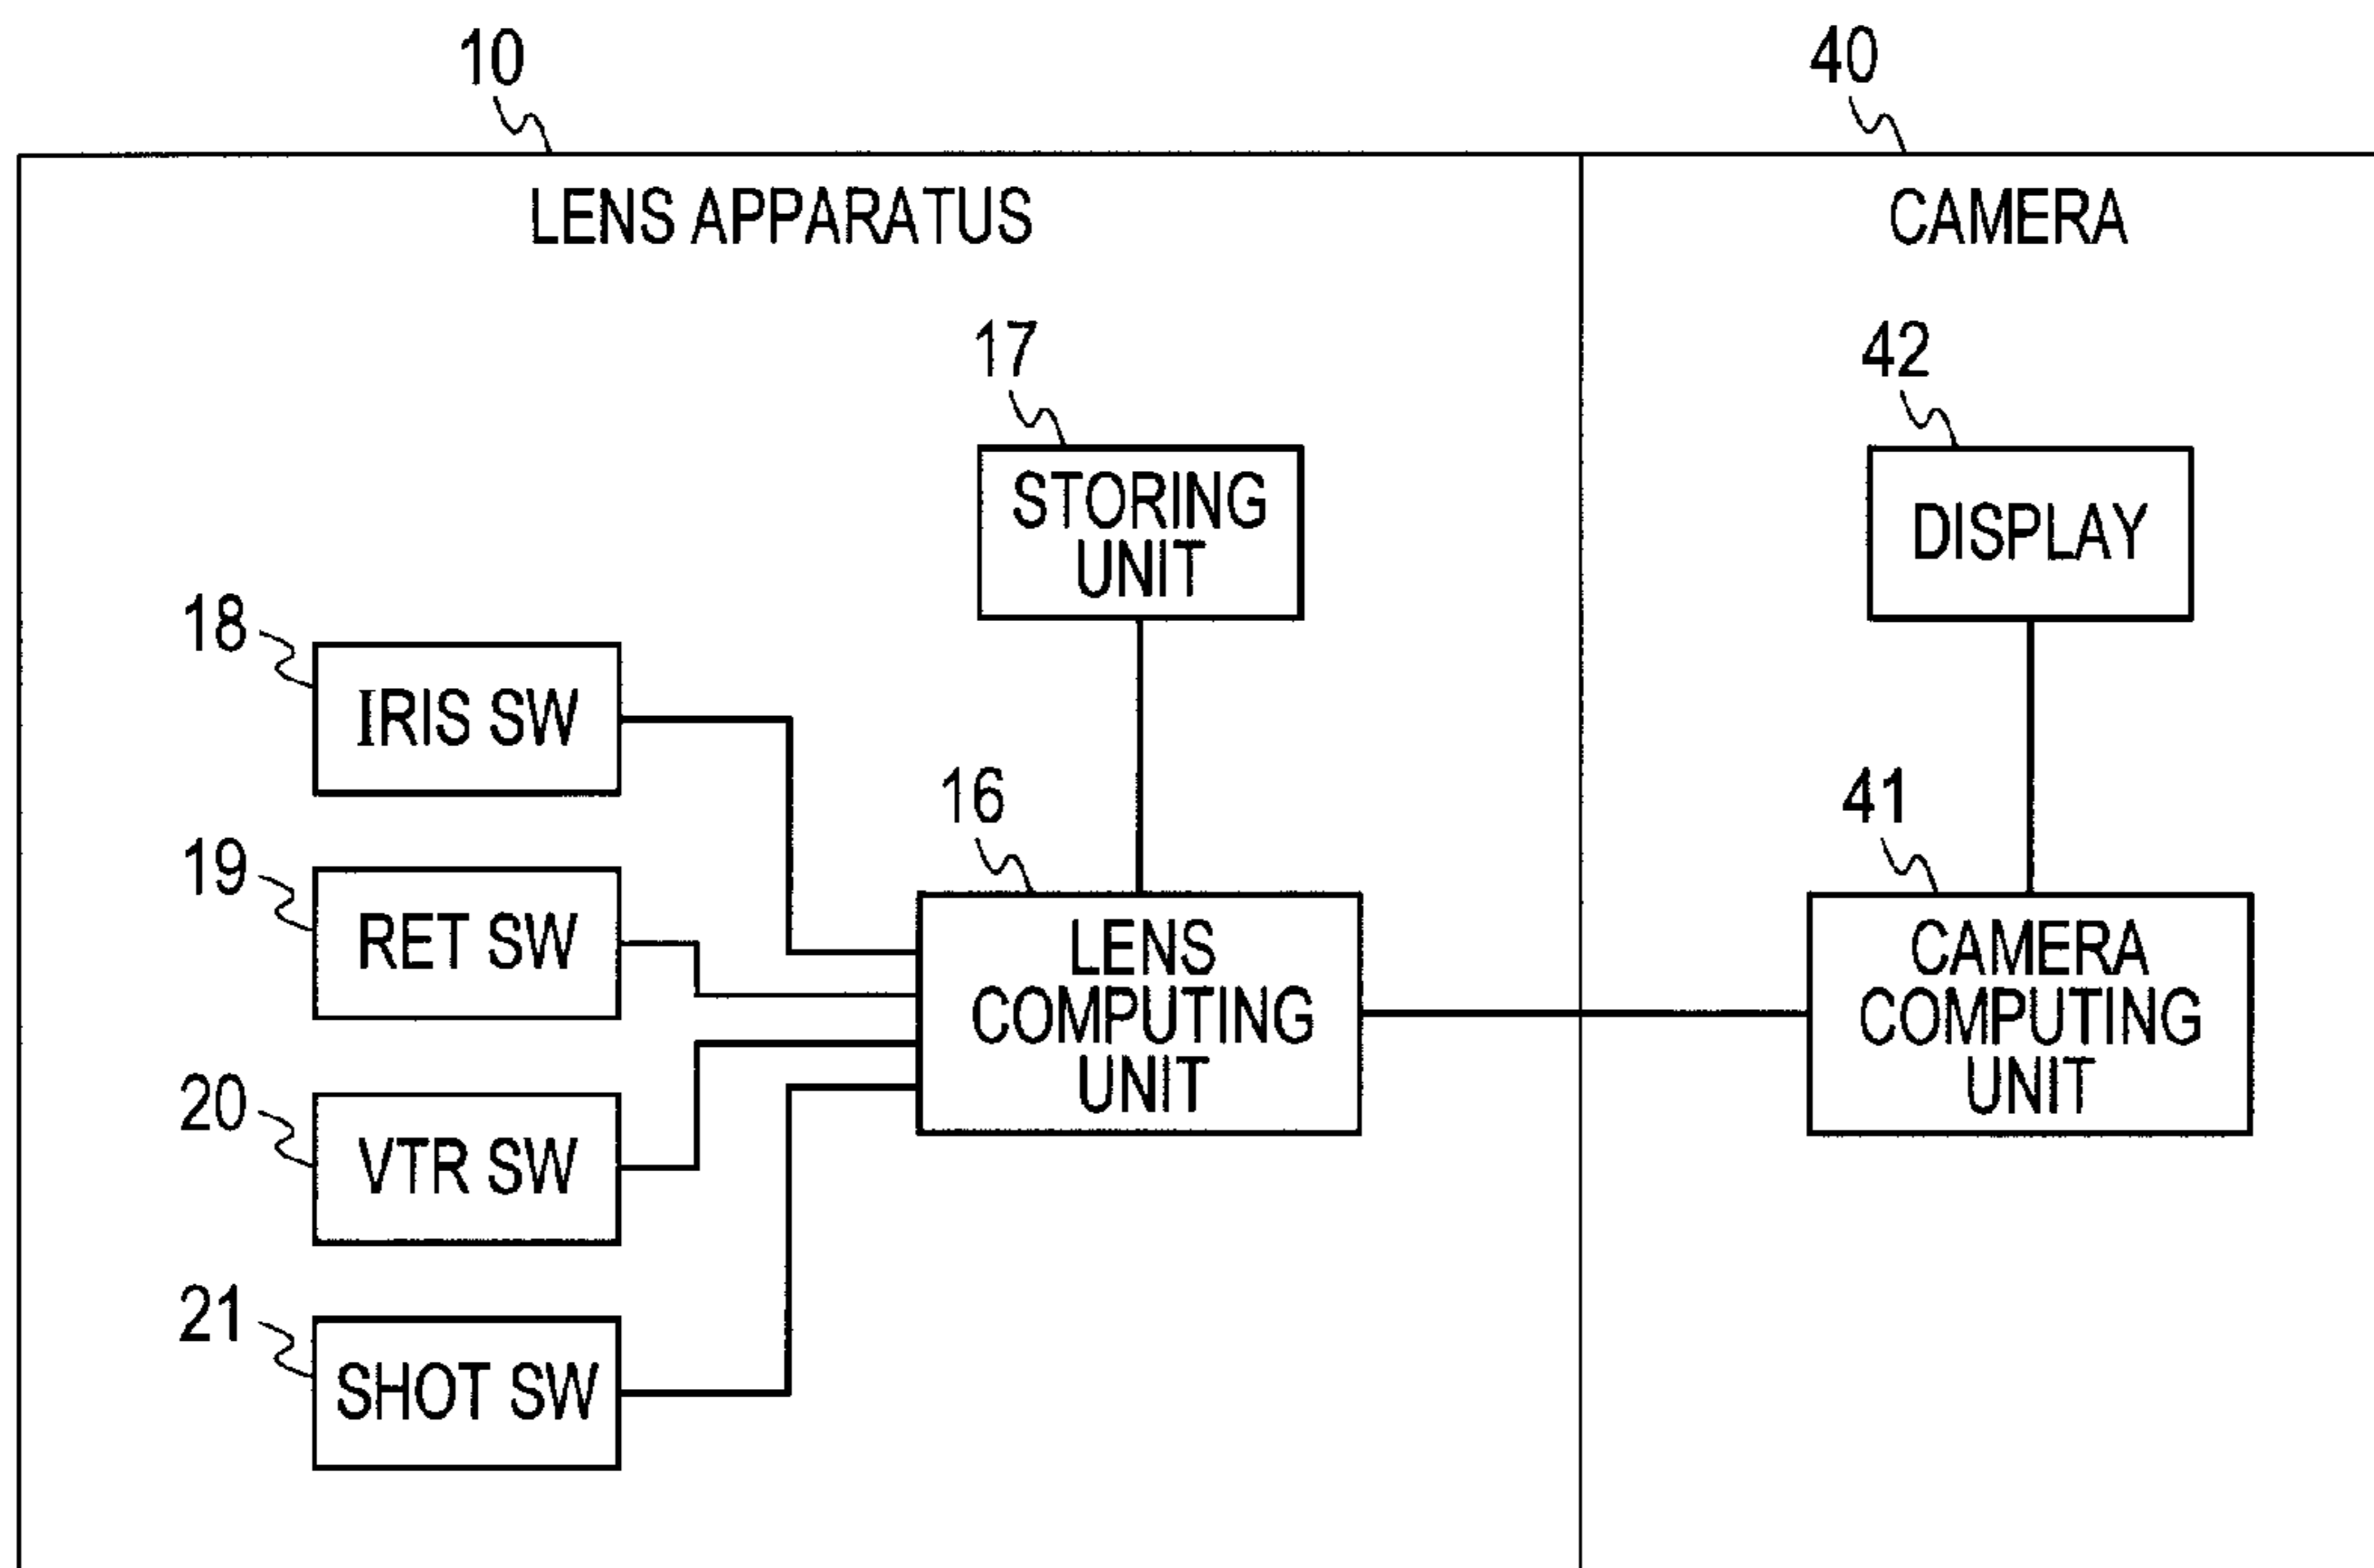 10
40
LENS APPARATUS
CAMERA
17
42
STORING
UNIT
DISPLAY
18
IRIS SW
16
41
19
RET SW
LENS
COMPUTING
UNIT
CAMERA
COMPUTING
UNIT
20
VTR SW
21
SHOT SW